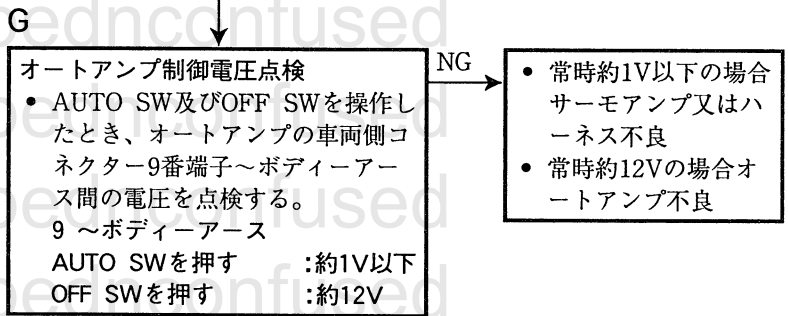 G
オートアンプ制御電圧点検
• AUTO SW及びOFF SWを操作し
たとき、オートアンプの車両側コ
ネクター9番端子～ボディーアー
ス間の電圧を点検する。
9 ～ボディーアース
AUTO SWを押す :約1V以下
OFF SWを押す :約12V
NG
• 常時約1V以下の場合
サーモアンプ又はハ
ーネス不良
• 常時約12Vの場合オ
ートアンプ不良
pednconfused
pednconfused
pednconfused
pednconfused